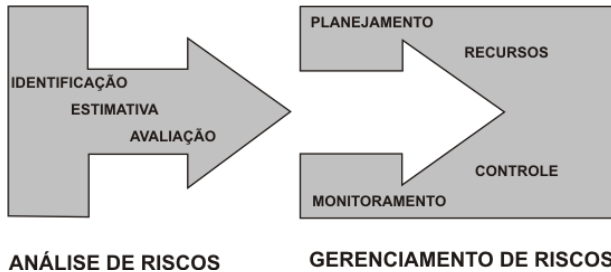 IDENTIFICAÇÃO
ESTIMATIVA
AVALIAÇÃO
ANÁLISE DE RISCOS
PLANEJAMENTO
RECURSOS
CONTROLE
MONITORAMENTO
GERENCIAMENTO DE RISCOS